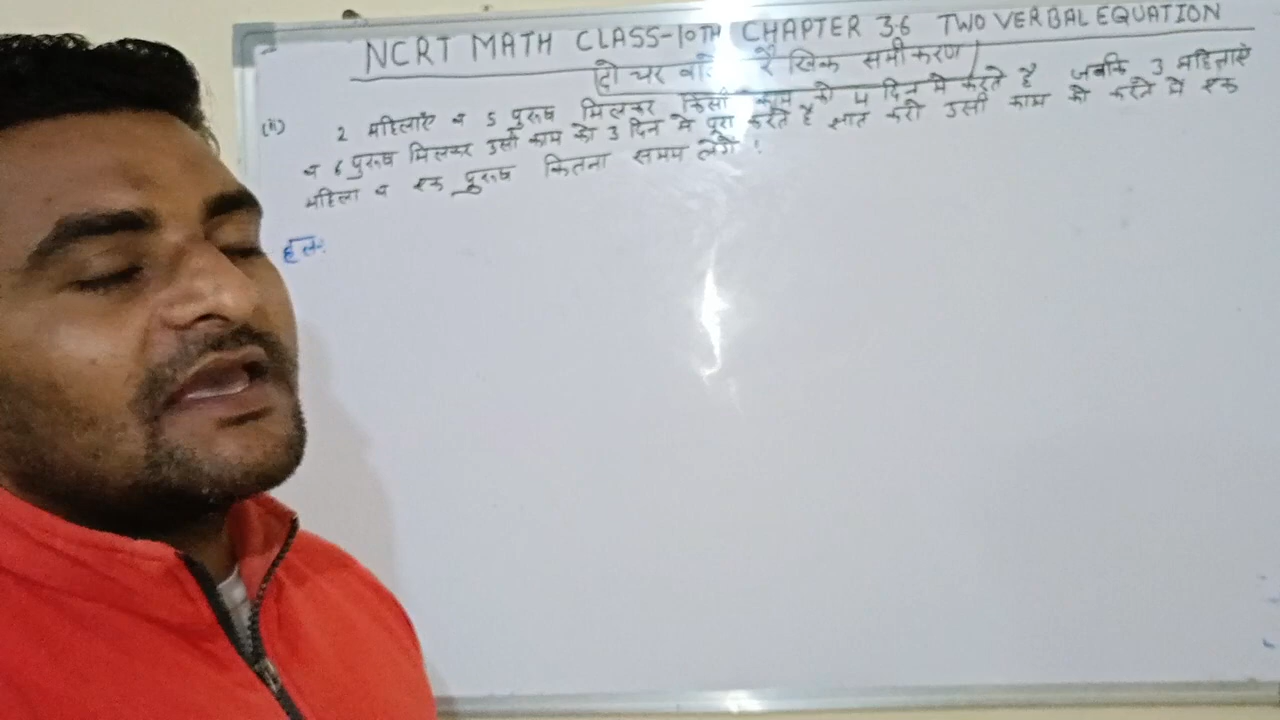 NCRT MATH CLASS-10TH CHAPTER 3.6 TWO VERBAL EQUATION
दो चर वाले रैखिक समीकरण
(ii) 2 महिलाएं व 5 पुरुष मिलकर किसी काम को 4 दिन मे करते है जबकि 3 महिलाएं
व 6 पुरुष मिलकर उसी काम को 3 दिन मे पूरा करते है ज्ञात करो उसी काम को करने मे एक
महिला व एक पुरुष कितना समय लेगे !
हल: